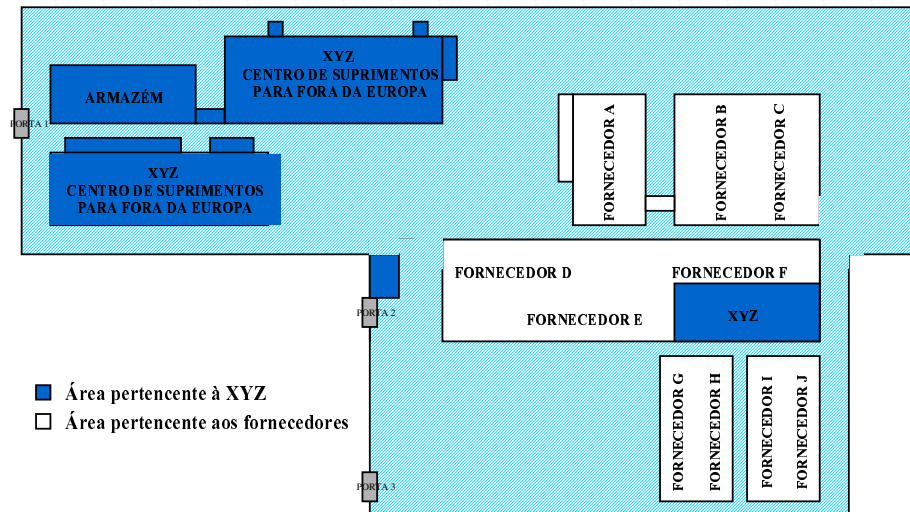 XYZ
CENTRO DE SUPRIMENTOS
PARA FORA DA EUROPA
ARMAZÉM
PORTA 1
XYZ
CENTRO DE SUPRIMENTOS
PARA FORA DA EUROPA
FORNECEDOR A
FORNECEDOR B
FORNECEDOR C
FORNECEDOR D
FORNECEDOR F
FORNECEDOR E
XYZ
PORTA 2
FORNECEDOR G
FORNECEDOR H
FORNECEDOR I
FORNECEDOR J
Área pertencente à XYZ
Área pertencente aos fornecedores
PORTA 3